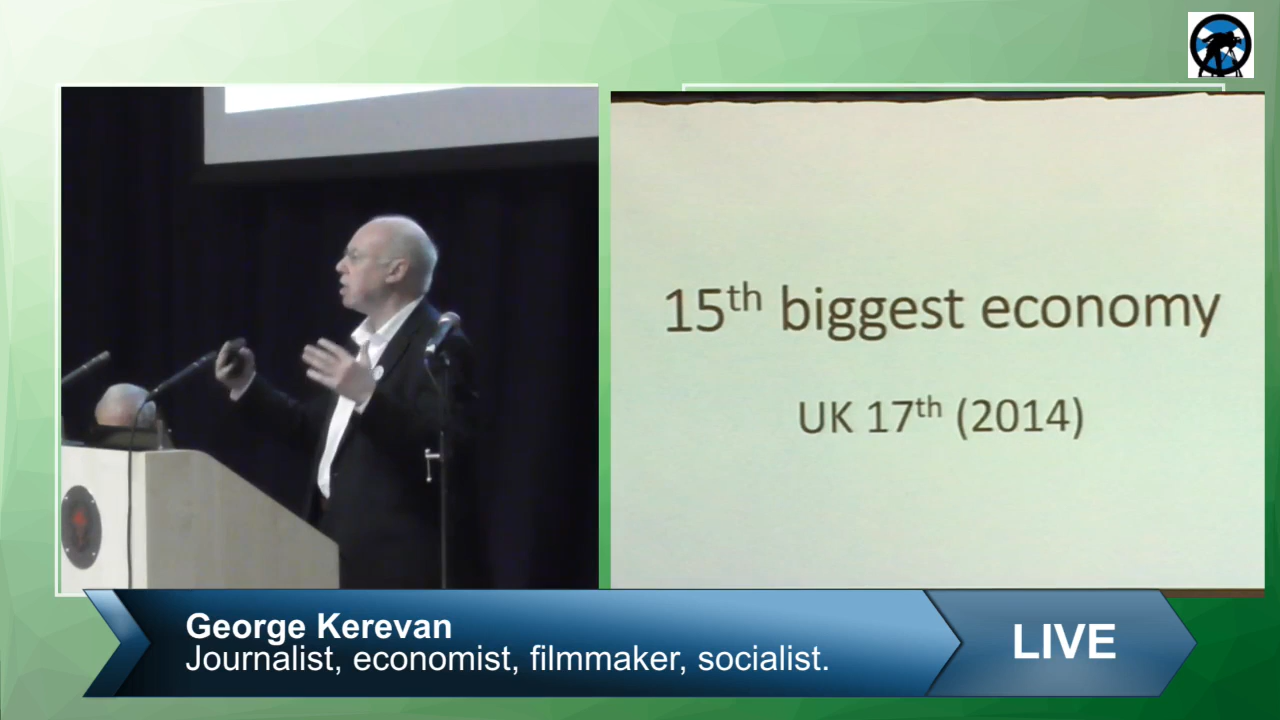 15th biggest economy
UK 17th (2014)
George Kerevan
Journalist, economist, filmmaker, socialist.
LIVE